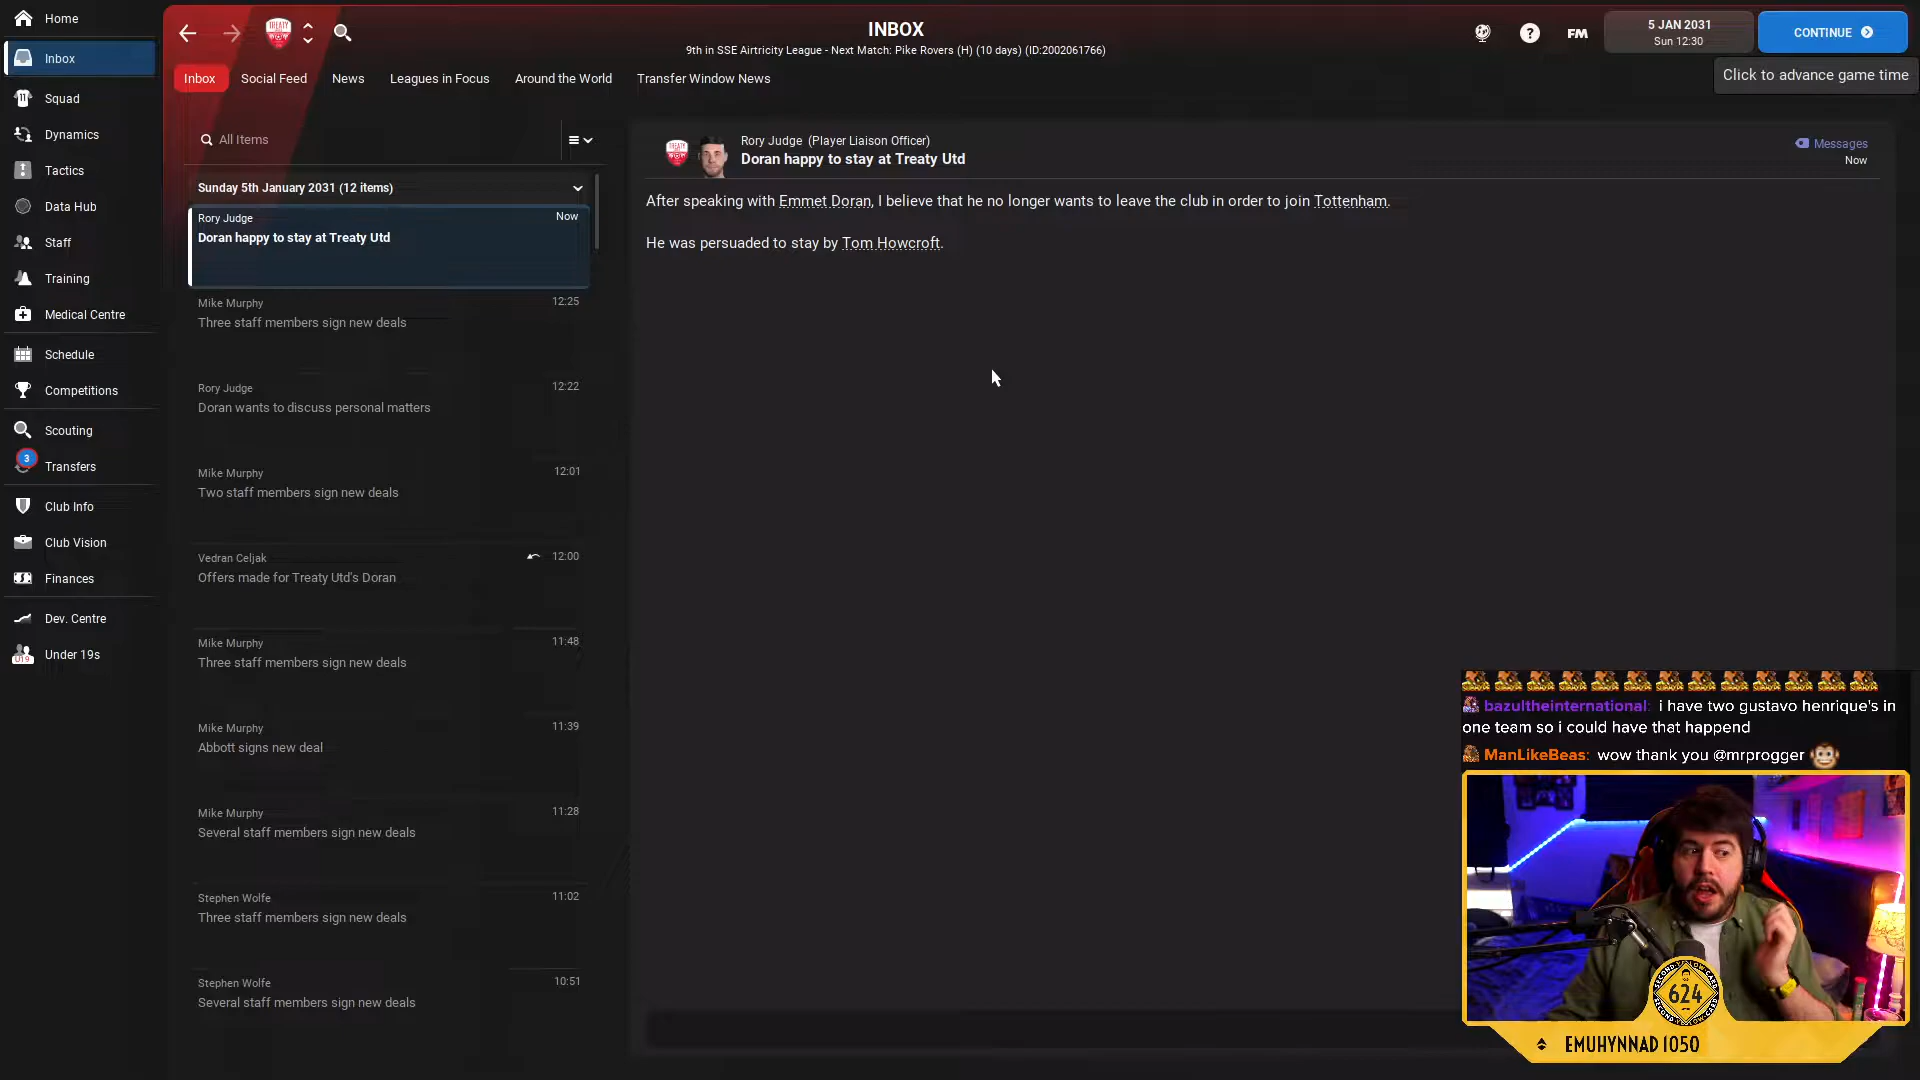 Home
Inbox
Squad
Dynamics
Tactics
Data Hub
Staff
Training
Medical Centre
Schedule
Competitions
Scouting
3
Transfers
Club Info
Club Vision
Finances
Dev. Centre
U19
Under 19s
TREATY
INBOX
9th in SSE Airtricity League - Next Match: Pike Rovers (H) (10 days) (ID:2002061766)
?
FM
5 JAN 2031
Sun 12:30
CONTINUE
Click to advance game time
Inbox
Social Feed
News
Leagues in Focus
Around the World
Transfer Window News
All Items
Sunday 5th January 2031 (12 items)
Rory Judge
Now
Doran happy to stay at Treaty Utd
Mike Murphy
12:25
Three staff members sign new deals
Rory Judge
12:22
Doran wants to discuss personal matters
Mike Murphy
12:01
Two staff members sign new deals
Vedran Celjak
12:00
Offers made for Treaty Utd's Doran
Mike Murphy
11:48
Three staff members sign new deals
Mike Murphy
11:39
Abbott signs new deal
Mike Murphy
11:28
Several staff members sign new deals
Stephen Wolfe
11:02
Three staff members sign new deals
Stephen Wolfe
10:51
Several staff members sign new deals
TREATY
Rory Judge (Player Liaison Officer)
Doran happy to stay at Treaty Utd
Messages
Now
After speaking with Emmet Doran, I believe that he no longer wants to leave the club in order to join Tottenham.
He was persuaded to stay by Tom Howcroft.
bazultheinternational: i have two gustavo henrique's in
one team so i could have that happend
ManLikeBeas: wow thank you @mrprogger
SECOND YELLOW CARD
624
EMUHYNNAD 1050